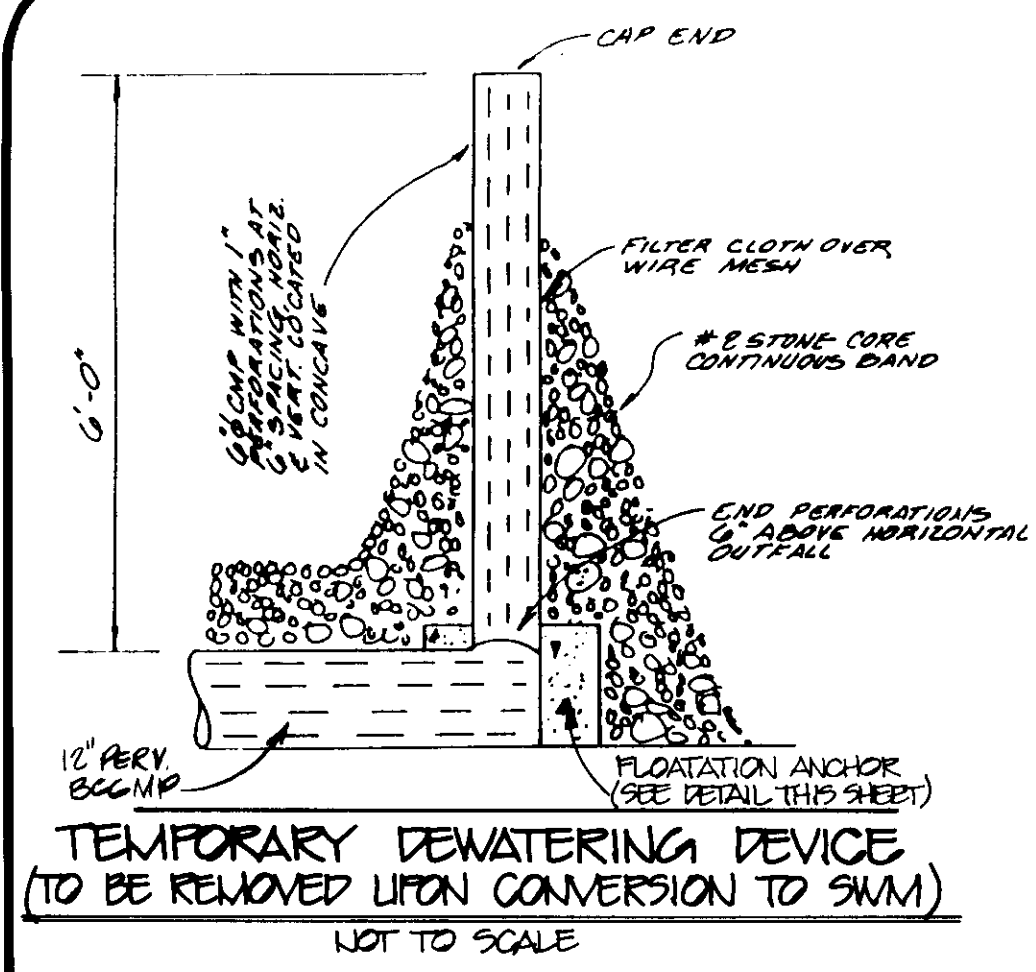 CAP END
6'-0"
6"Ø CMP WITH 1"
PERFORATIONS AT
6" SPACING HORIZ.
& VERT. LOCATED
IN CONCAVE
FILTER CLOTH OVER
WIRE MESH
#2 STONE CORE
CONTINUOUS BAND
END PERFORATIONS
6" ABOVE HORIZONTAL
OUTFALL
12" PERV.
BCCMP
FLOATATION ANCHOR
(SEE DETAIL THIS SHEET)
TEMPORARY DEWATERING DEVICE
(TO BE REMOVED UPON CONVERSION TO SWM)
NOT TO SCALE